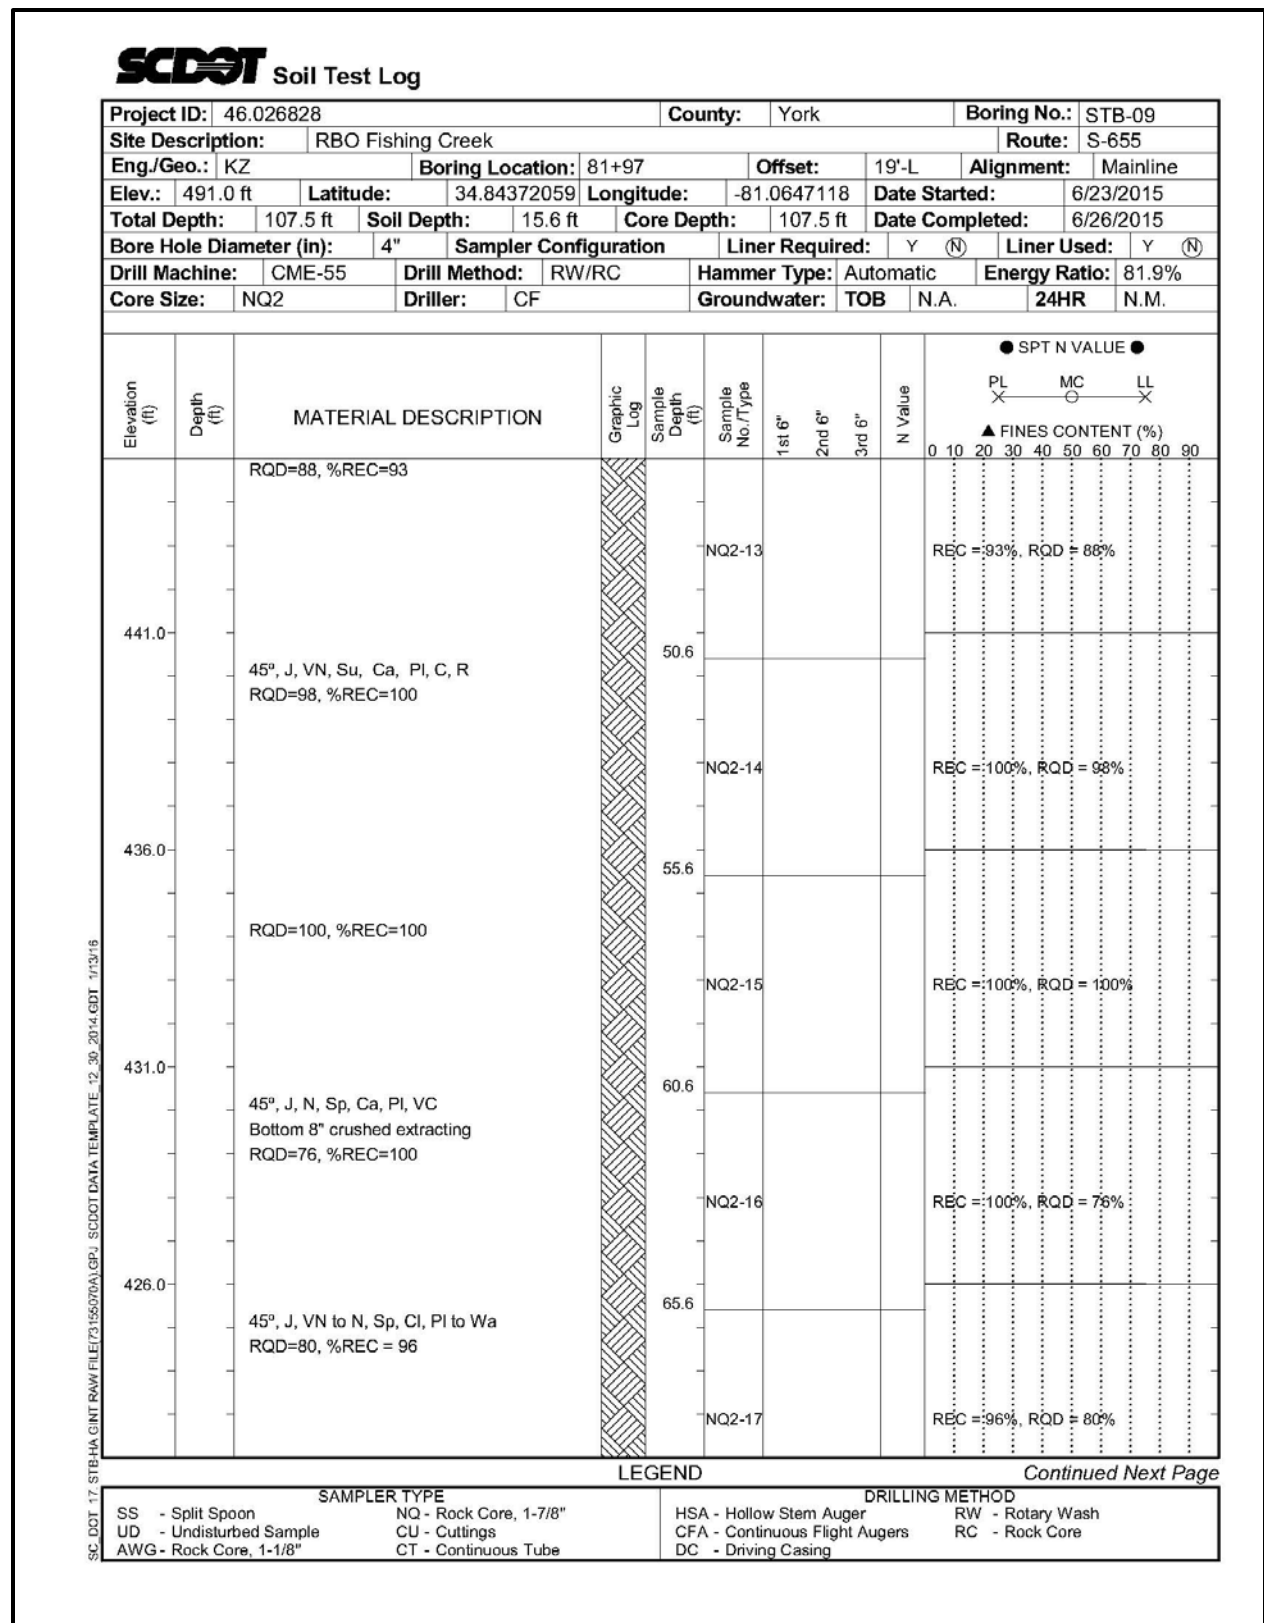 SCDOT Soil Test Log
Project ID: 46.026828 County: York Boring No.: STB-09
Site Description: RBO Fishing Creek Route: S-655
Eng./Geo.: KZ Boring Location: 81+97 Offset: 19'-L Alignment: Mainline
Elev.: 491.0 ft Latitude: 34.84372059 Longitude: -81.0647118 Date Started: 6/23/2015
Total Depth: 107.5 ft Soil Depth: 15.6 ft Core Depth: 107.5 ft Date Completed: 6/26/2015
Bore Hole Diameter (in): 4" Sampler Configuration Liner Required: Y N Liner Used: Y N
Drill Machine: CME-55 Drill Method: RW/RC Hammer Type: Automatic Energy Ratio: 81.9%
Core Size: NQ2 Driller: CF Groundwater: TOB N.A. 24HR N.M.
Elevation (ft)
Depth (ft)
MATERIAL DESCRIPTION
Graphic Log
Sample Depth (ft)
Sample No./Type
1st 6"
2nd 6"
3rd 6"
N Value
● SPT N VALUE ●
PL MC LL
▲ FINES CONTENT (%)
0 10 20 30 40 50 60 70 80 90
RQD=88, %REC=93
NQ2-13 REC = 93%, RQD = 88%
441.0
50.6
45º, J, VN, Su, Ca, Pl, C, R
RQD=98, %REC=100
NQ2-14 REC = 100%, RQD = 98%
436.0
55.6
RQD=100, %REC=100
NQ2-15 REC = 100%, RQD = 100%
431.0
60.6
45º, J, N, Sp, Ca, Pl, VC
Bottom 8" crushed extracting
RQD=76, %REC=100
NQ2-16 REC = 100%, RQD = 76%
426.0
65.6
45º, J, VN to N, Sp, Cl, Pl to Wa
RQD=80, %REC = 96
NQ2-17 REC = 96%, RQD = 80%
SC_DOT 17. STB-HA GINT RAW FILE(73155070A).GPJ SCDOT DATA TEMPLATE_12_30_2014.GDT 1/13/16
LEGEND Continued Next Page
SAMPLER TYPE DRILLING METHOD
SS - Split Spoon NQ - Rock Core, 1-7/8" HSA - Hollow Stem Auger RW - Rotary Wash
UD - Undisturbed Sample CU - Cuttings CFA - Continuous Flight Augers RC - Rock Core
AWG - Rock Core, 1-1/8" CT - Continuous Tube DC - Driving Casing